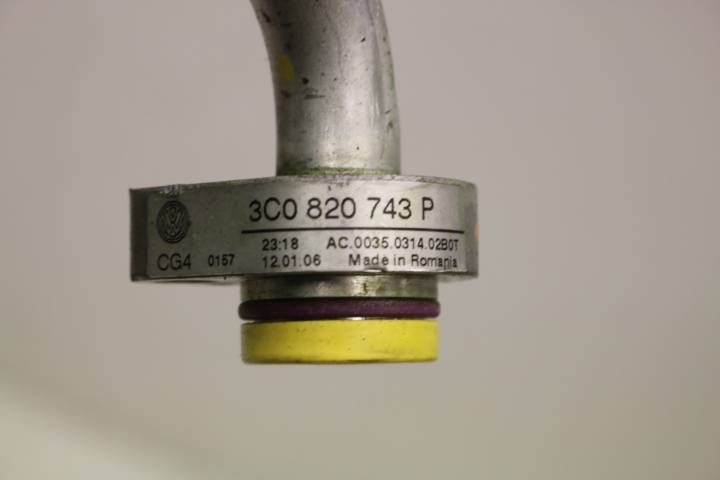 3C0 820 743 P
23:18 AC.0035.0314.02B0T
CG4 0157 12.01.06 Made in Romania